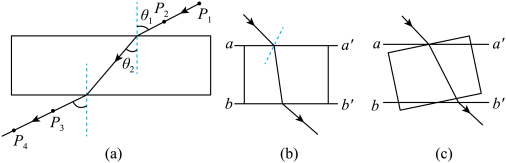 θ₁
P₂
P₁
θ₂
P₃
P₄
(a)
a
a′
b
b′
(b)
a
a′
b
b′
(c)